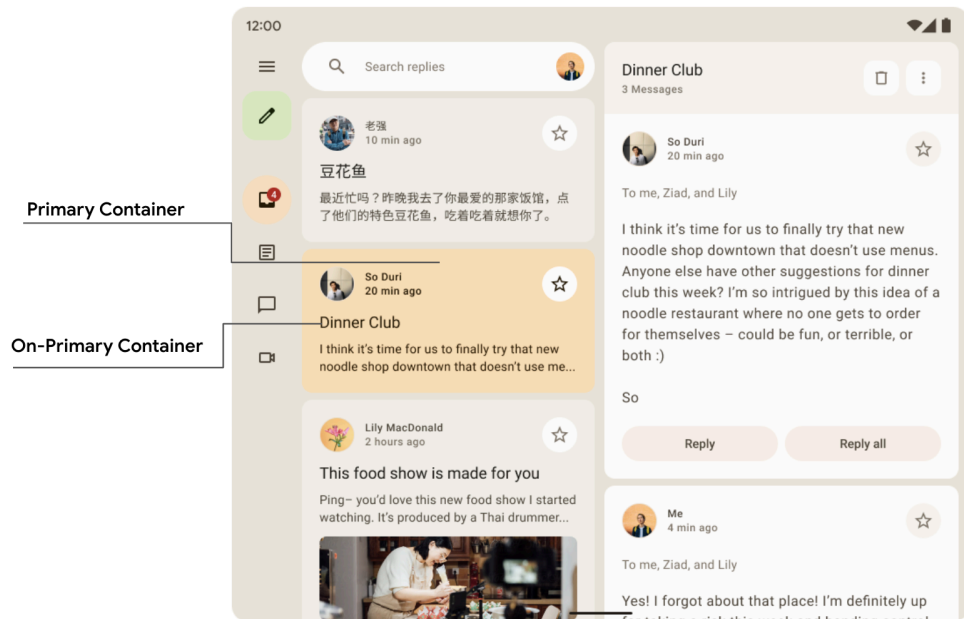 12:00
Search replies
4
老强
10 min ago
豆花鱼
最近忙吗？昨晚我去了你最爱的那家饭馆，点
了他们的特色豆花鱼，吃着吃着就想你了。
Primary Container
So Duri
20 min ago
Dinner Club
On-Primary Container
I think it's time for us to finally try that new
noodle shop downtown that doesn't use me...
Lily MacDonald
2 hours ago
This food show is made for you
Ping– you'd love this new food show I started
watching. It's produced by a Thai drummer...
Dinner Club
3 Messages
So Duri
20 min ago
To me, Ziad, and Lily
I think it's time for us to finally try that new
noodle shop downtown that doesn't use menus.
Anyone else have other suggestions for dinner
club this week? I'm so intrigued by this idea of a
noodle restaurant where no one gets to order
for themselves – could be fun, or terrible, or
both :)
So
Reply
Reply all
Me
4 min ago
To me, Ziad, and Lily
Yes! I forgot about that place! I'm definitely up